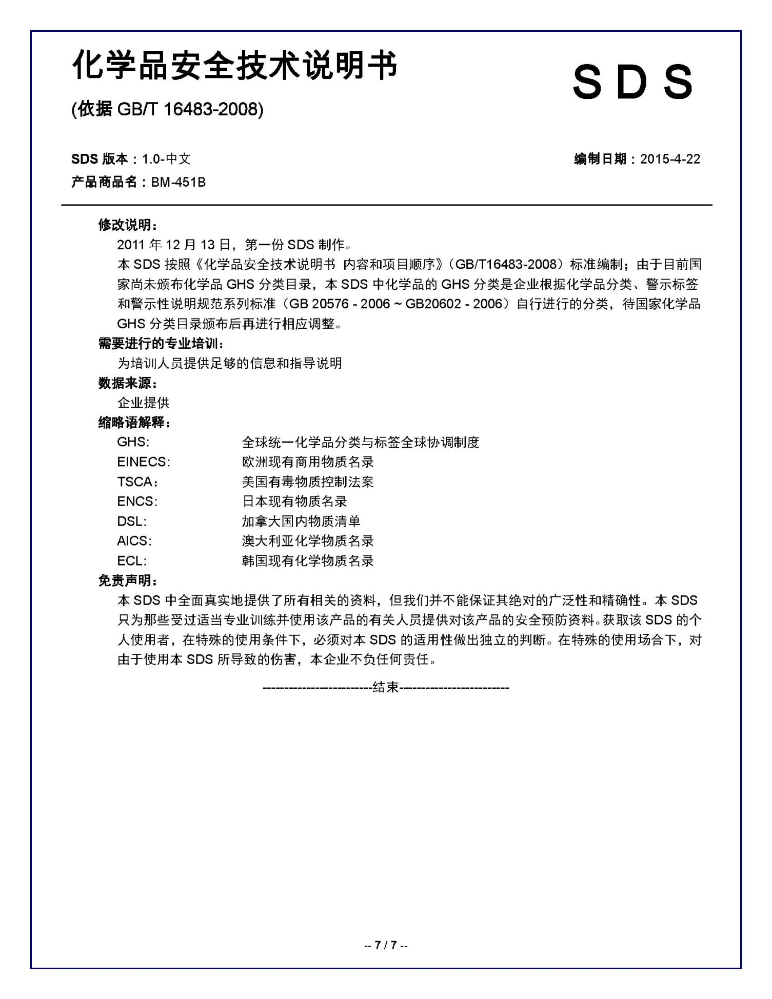 化学品安全技术说明书
SDS
(依据 GB/T 16483-2008)
SDS 版本：1.0-中文
编制日期：2015-4-22
产品商品名：BM-451B
修改说明：
2011 年 12 月 13 日，第一份 SDS 制作。
本 SDS 按照《化学品安全技术说明书 内容和项目顺序》（GB/T16483-2008）标准编制；由于目前国
家尚未颁布化学品 GHS 分类目录，本 SDS 中化学品的 GHS 分类是企业根据化学品分类、警示标签
和警示性说明规范系列标准（GB 20576 - 2006 ~ GB20602 - 2006）自行进行的分类，待国家化学品
GHS 分类目录颁布后再进行相应调整。
需要进行的专业培训：
为培训人员提供足够的信息和指导说明
数据来源：
企业提供
缩略语解释：
GHS: 全球统一化学品分类与标签全球协调制度
EINECS: 欧洲现有商用物质名录
TSCA： 美国有毒物质控制法案
ENCS: 日本现有物质名录
DSL: 加拿大国内物质清单
AICS: 澳大利亚化学物质名录
ECL: 韩国现有化学物质名录
免责声明：
本 SDS 中全面真实地提供了所有相关的资料，但我们并不能保证其绝对的广泛性和精确性。本 SDS
只为那些受过适当专业训练并使用该产品的有关人员提供对该产品的安全预防资料。获取该 SDS 的个
人使用者，在特殊的使用条件下，必须对本 SDS 的适用性做出独立的判断。在特殊的使用场合下，对
由于使用本 SDS 所导致的伤害，本企业不负任何责任。
-------------------------结束-------------------------
-- 7 / 7 --